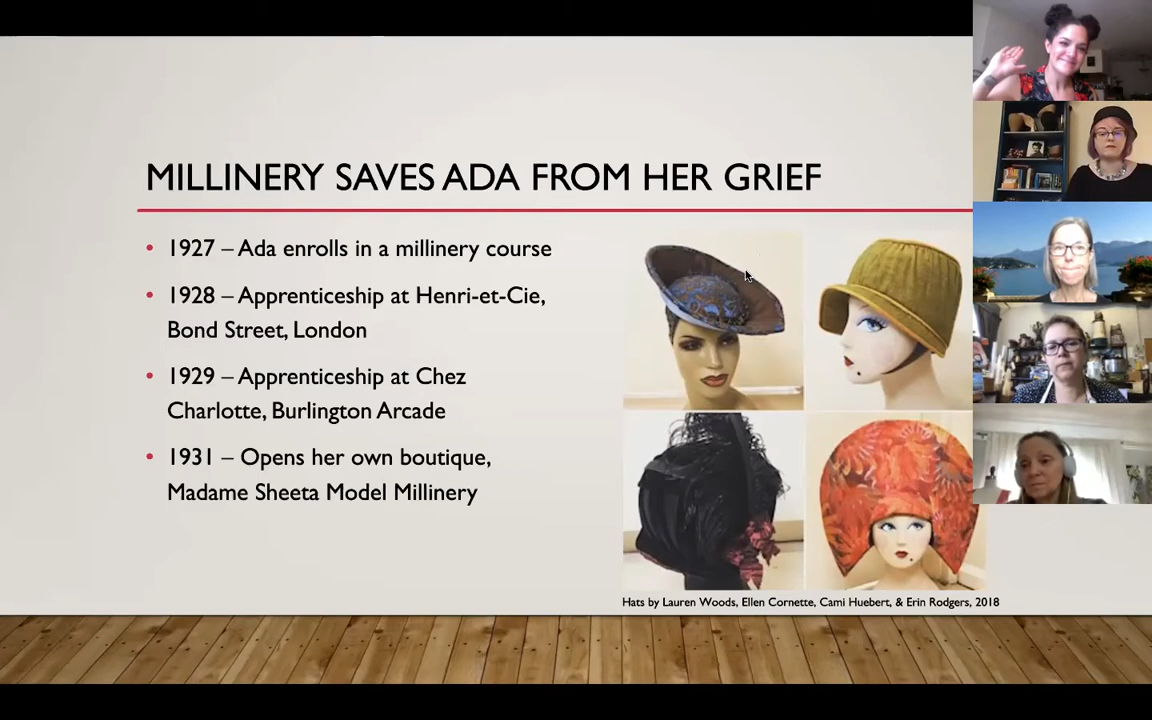 MILLINERY SAVES ADA FROM HER GRIEF
• 1927 – Ada enrolls in a millinery course
• 1928 – Apprenticeship at Henri-et-Cie,
Bond Street, London
• 1929 – Apprenticeship at Chez
Charlotte, Burlington Arcade
• 1931 – Opens her own boutique,
Madame Sheeta Model Millinery
Hats by Lauren Woods, Ellen Cornette, Cami Huebert, & Erin Rodgers, 2018